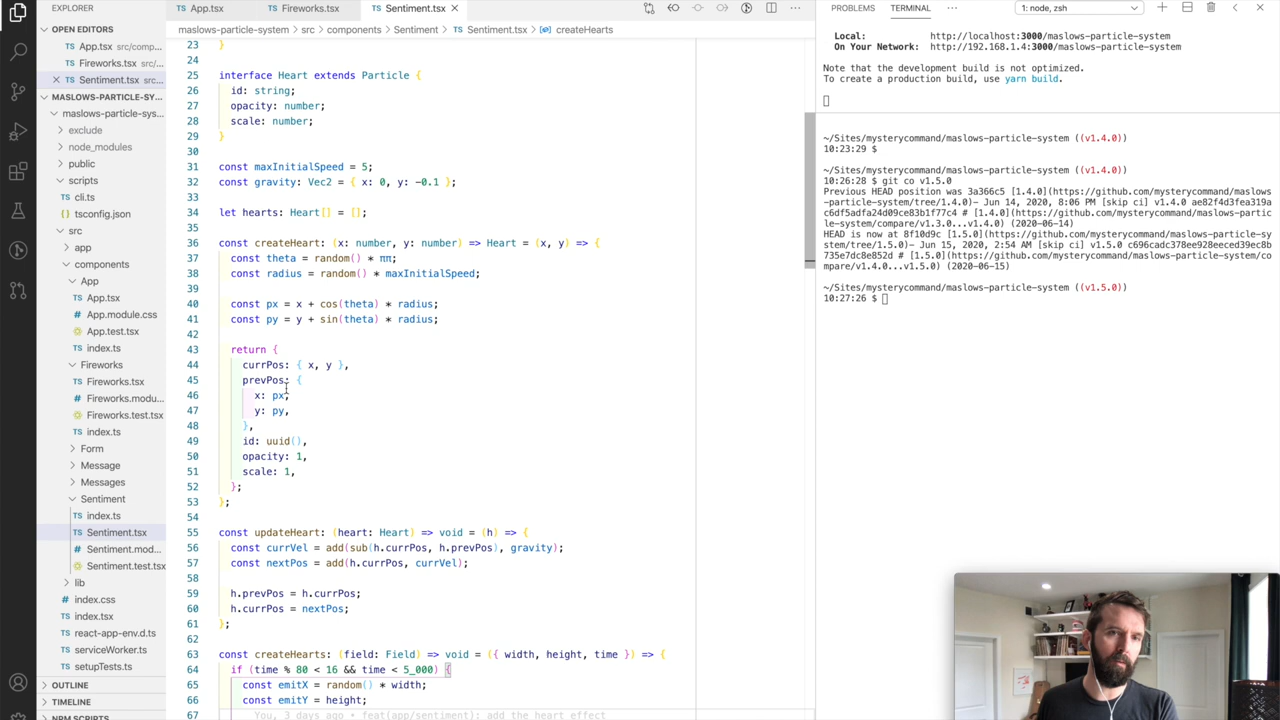 EXPLORER
OPEN EDITORS
App.tsx src/comp...
Fireworks.tsx src/...
Sentiment.tsx src...
MASLOWS-PARTICLE-SY...
maslows-particle-sys...
exclude
node_modules
public
scripts
cli.ts
tsconfig.json
src
app
components
App
App.tsx
App.module.css
App.test.tsx
index.ts
Fireworks
Fireworks.tsx
Fireworks.modu...
Fireworks.test.tsx
index.ts
Form
Message
Messages
Sentiment
index.ts
Sentiment.tsx
Sentiment.mod...
Sentiment.test.tsx
lib
index.css
index.tsx
react-app-env.d.ts
serviceWorker.ts
setupTests.ts
OUTLINE
TIMELINE
NPM SCRIPTS
App.tsx Fireworks.tsx Sentiment.tsx
maslows-particle-system > src > components > Sentiment > Sentiment.tsx > createHearts
23 }
24
25 interface Heart extends Particle {
26 id: string;
27 opacity: number;
28 scale: number;
29 }
30
31 const maxInitialSpeed = 5;
32 const gravity: Vec2 = { x: 0, y: -0.1 };
33
34 let hearts: Heart[] = [];
35
36 const createHeart: (x: number, y: number) => Heart = (x, y) => {
37 const theta = random() * ππ;
38 const radius = random() * maxInitialSpeed;
39
40 const px = x + cos(theta) * radius;
41 const py = y + sin(theta) * radius;
42
43 return {
44 currPos: { x, y },
45 prevPos: {
46 x: px,
47 y: py,
48 },
49 id: uuid(),
50 opacity: 1,
51 scale: 1,
52 };
53 };
54
55 const updateHeart: (heart: Heart) => void = (h) => {
56 const currVel = add(sub(h.currPos, h.prevPos), gravity);
57 const nextPos = add(h.currPos, currVel);
58
59 h.prevPos = h.currPos;
60 h.currPos = nextPos;
61 };
62
63 const createHearts: (field: Field) => void = ({ width, height, time }) => {
64 if (time % 80 < 16 && time < 5_000) {
65 const emitX = random() * width;
66 const emitY = height;
67 You, 3 days ago • feat(app/sentiment): add the heart effect
PROBLEMS TERMINAL ... 1: node, zsh
Local: http://localhost:3000/maslows-particle-system
On Your Network: http://192.168.1.4:3000/maslows-particle-system
Note that the development build is not optimized.
To create a production build, use yarn build.
~/Sites/mysterycommand/maslows-particle-system ((v1.4.0))
10:23:29 $
~/Sites/mysterycommand/maslows-particle-system ((v1.4.0))
10:26:28 $ git co v1.5.0
Previous HEAD position was 3a366c5 [1.4.0](https://github.com/mysterycommand/maslows
-particle-system/tree/1.4.0)- Jun 14, 2020, 8:06 PM [skip ci] v1.4.0 ae82f4d3fea319a
c6df5adfa24d09ce83b1f77c4 # [1.4.0](https://github.com/mysterycommand/maslows-partic
le-system/compare/v1.3.0...v1.4.0) (2020-06-14)
HEAD is now at 8f10d9c [1.5.0](https://github.com/mysterycommand/maslows-particle-sy
stem/tree/1.5.0)- Jun 15, 2020, 2:54 AM [skip ci] v1.5.0 c696cadc378ee928eeced39ec8b
735e7dc8e852d # [1.5.0](https://github.com/mysterycommand/maslows-particle-system/co
mpare/v1.4.0...v1.5.0) (2020-06-15)
~/Sites/mysterycommand/maslows-particle-system ((v1.5.0))
10:27:26 $